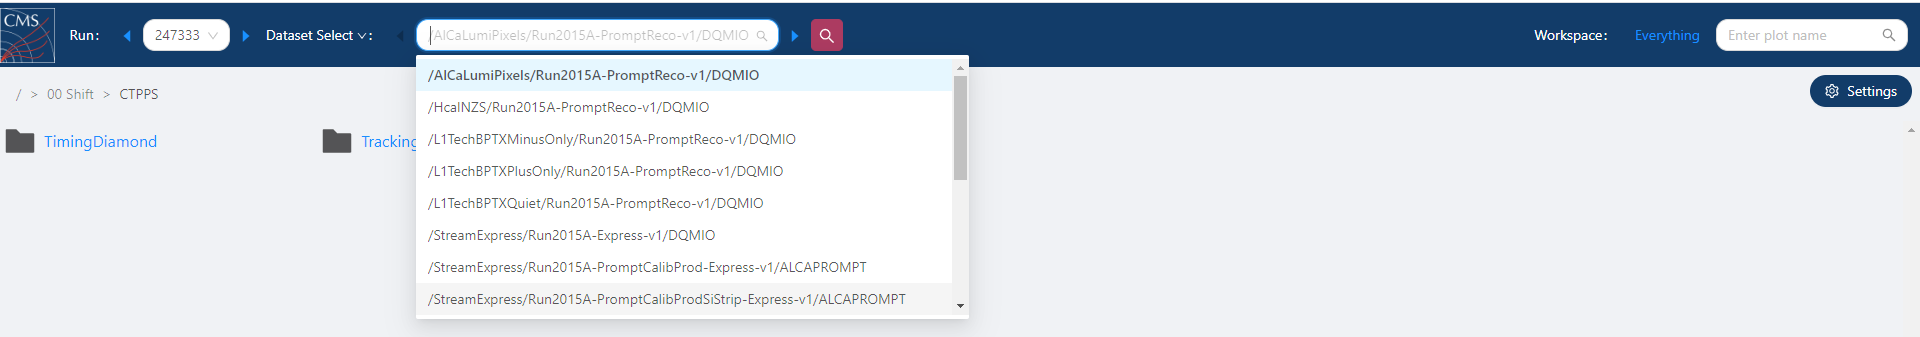 CMS Run: 247333 Dataset Select : /AlCaLumiPixels/Run2015A-PromptReco-v1/DQMIO Workspace: Everything Enter plot name
/AlCaLumiPixels/Run2015A-PromptReco-v1/DQMIO
/ > 00 Shift > CTPPS
Settings
/HcalNZS/Run2015A-PromptReco-v1/DQMIO
TimingDiamond
Tracking
/L1TechBPTXMinusOnly/Run2015A-PromptReco-v1/DQMIO
/L1TechBPTXPlusOnly/Run2015A-PromptReco-v1/DQMIO
/L1TechBPTXQuiet/Run2015A-PromptReco-v1/DQMIO
/StreamExpress/Run2015A-Express-v1/DQMIO
/StreamExpress/Run2015A-PromptCalibProd-Express-v1/ALCAPROMPT
/StreamExpress/Run2015A-PromptCalibProdSiStrip-Express-v1/ALCAPROMPT